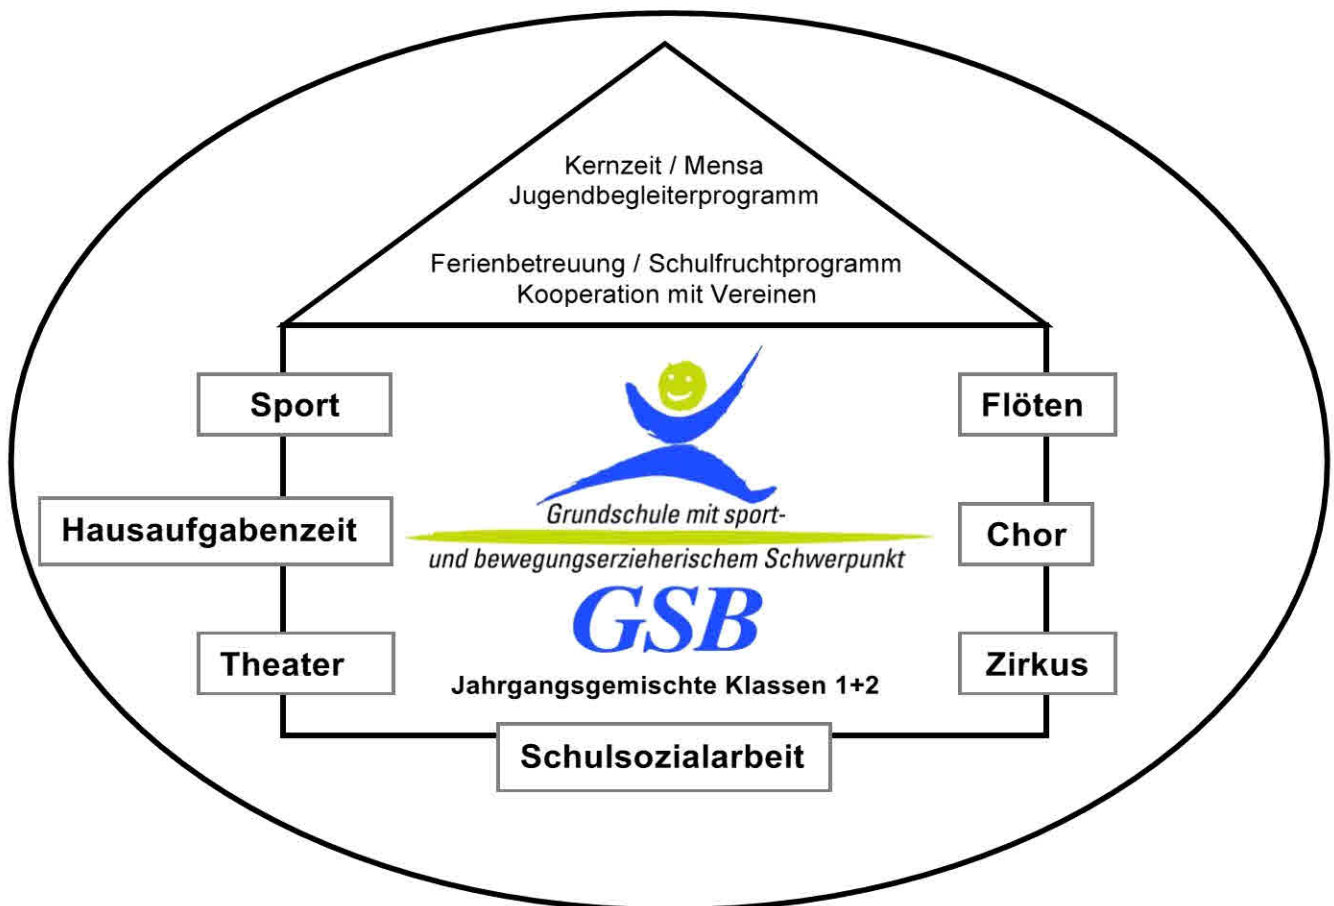 Kernzeit / Mensa
Jugendbegleiterprogramm
Ferienbetreuung / Schulfruchtprogramm
Kooperation mit Vereinen
Sport
Flöten
Hausaufgabenzeit
Grundschule mit sport-
und bewegungserzieherischem Schwerpunkt
Chor
GSB
Theater
Zirkus
Jahrgangsgemischte Klassen 1+2
Schulsozialarbeit